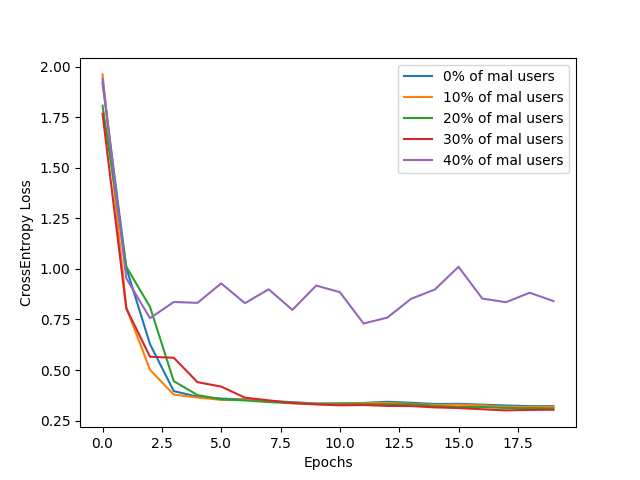 2.00
1.75
1.50
1.25
1.00
0.75
0.50
0.25
CrossEntropy Loss
0% of mal users
10% of mal users
20% of mal users
30% of mal users
40% of mal users
0.0 2.5 5.0 7.5 10.0 12.5 15.0 17.5
Epochs